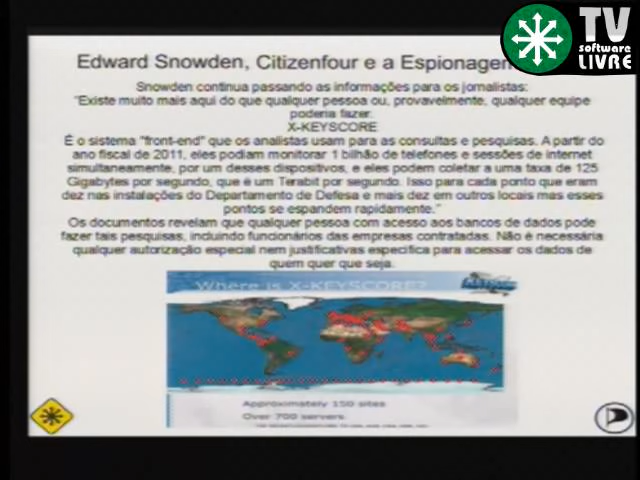 TV
software
LIVRE
Edward Snowden, Citizenfour e a Espionagem
Snowden continua passando as informações para os jornalistas:
"Existe muito mais aqui do que qualquer pessoa ou, provavelmente, qualquer equipe
poderia fazer.
X-KEYSCORE
É o sistema "front-end" que os analistas usam para as consultas e pesquisas. A partir do
ano fiscal de 2011, eles podiam monitorar 1 bilhão de telefones e sessões de internet
simultaneamente, por um desses dispositivos, e eles podem coletar a uma taxa de 125
Gigabytes por segundo, que é um Terabit por segundo. Isso para cada ponto que eram
dez nas instalações do Departamento de Defesa e mais dez em outros locais mas esses
pontos se expandem rapidamente."
Os documentos revelam que qualquer pessoa com acesso aos bancos de dados pode
fazer tais pesquisas, incluindo funcionários das empresas contratadas. Não é necessária
qualquer autorização especial nem justificativas especifica para acessar os dados de
quem quer que seja.
Where is X-KEYSCORE?
Approximately 150 sites
Over 700 servers